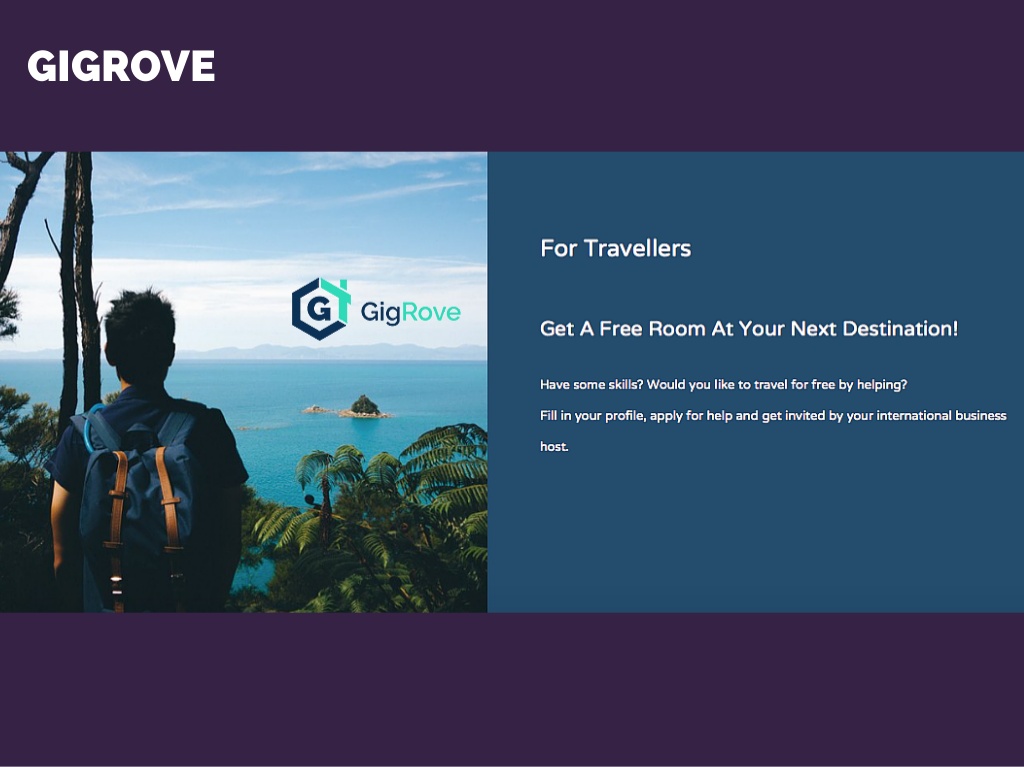 GIGROVE
G GigRove
For Travellers
Get A Free Room At Your Next Destination!
Have some skills? Would you like to travel for free by helping?
Fill in your profile, apply for help and get invited by your international business
host.